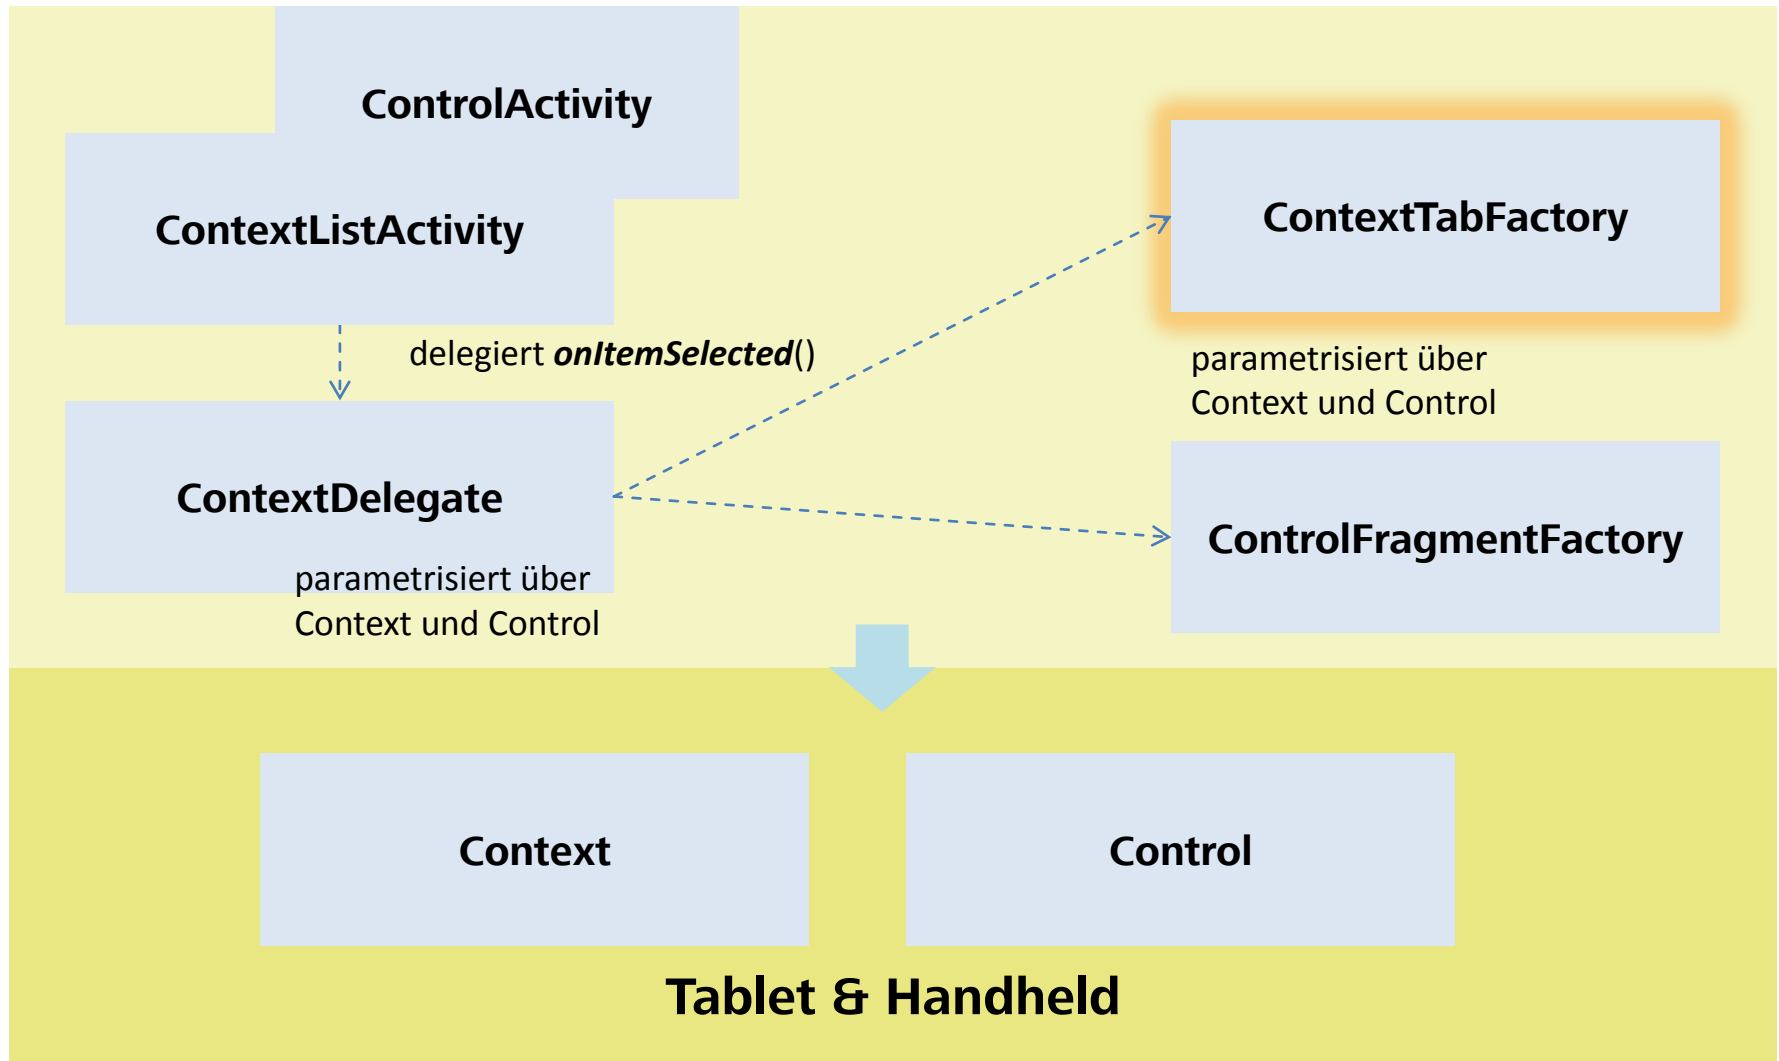 ControlActivity
ContextListActivity
delegiert onItemSelected()
ContextDelegate
parametrisiert über
Context und Control
ContextTabFactory
parametrisiert über
Context und Control
ControlFragmentFactory
Context
Control
Tablet & Handheld